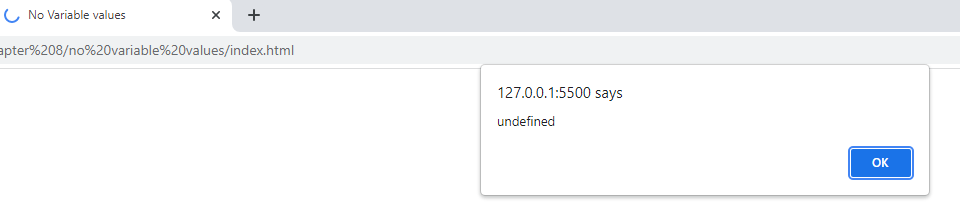 No Variable values
apter%208/no%20variable%20values/index.html
127.0.0.1:5500 says
undefined
OK